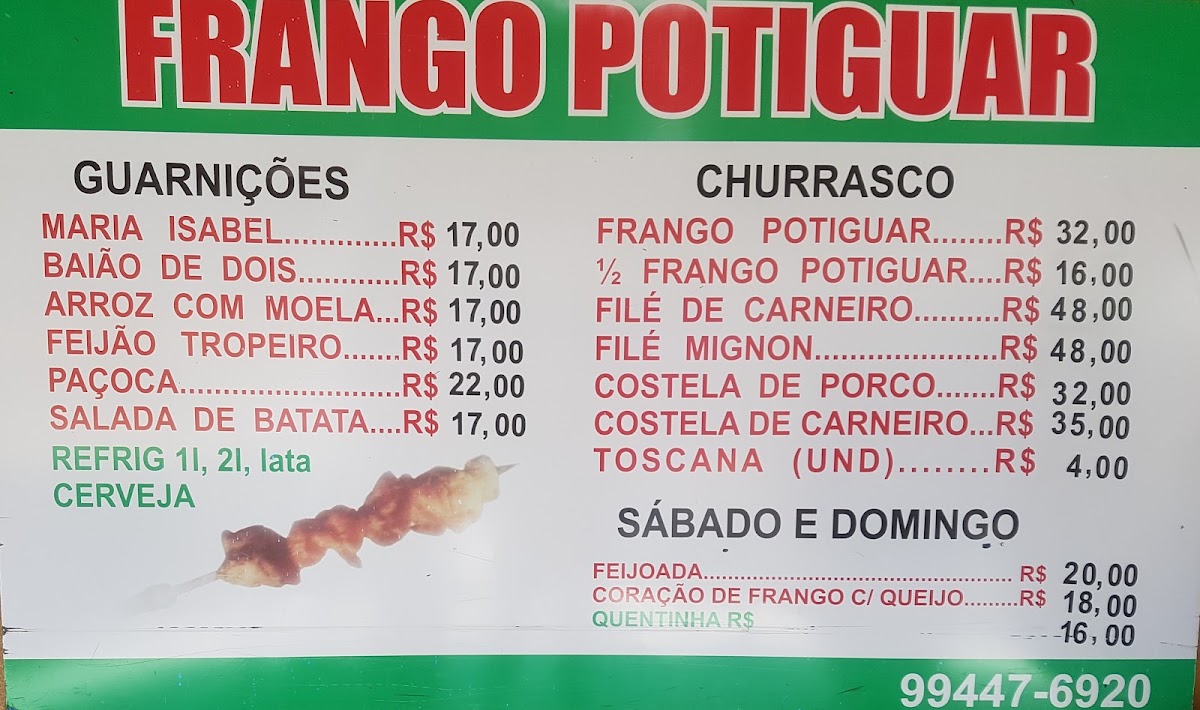 FRANGO POTIGUAR
GUARNIÇÕES
MARIA ISABEL.............R$ 17,00
BAIÃO DE DOIS............R$ 17,00
ARROZ COM MOELA...R$ 17,00
FEIJÃO TROPEIRO.......R$ 17,00
PAÇOCA..........................R$ 22,00
SALADA DE BATATA....R$ 17,00
REFRIG 1l, 2l, lata
CERVEJA
CHURRASCO
FRANGO POTIGUAR........R$ 32,00
½ FRANGO POTIGUAR....R$ 16,00
FILÉ DE CARNEIRO..........R$ 48,00
FILÉ MIGNON......................R$ 48,00
COSTELA DE PORCO.......R$ 32,00
COSTELA DE CARNEIRO...R$ 35,00
TOSCANA (UND)........R$ 4,00
SÁBADO E DOMINGO
FEIJOADA.................................................. R$ 20,00
CORAÇÃO DE FRANGO C/ QUEIJO.........R$ 18,00
QUENTINHA R$ 16,00
99447-6920